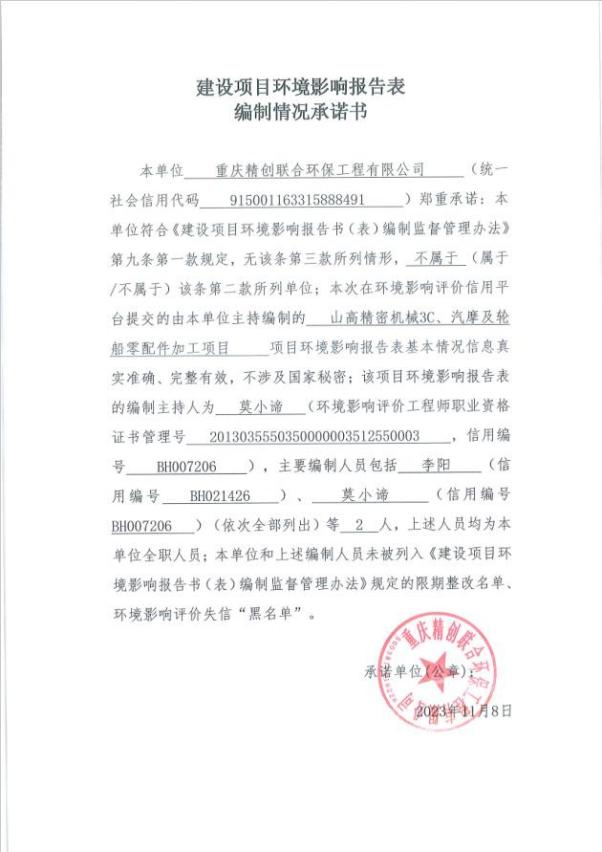 建设项目环境影响报告表
编制情况承诺书
本单位 重庆精创联合环保工程有限公司 （统一
社会信用代码 915001163315888491 ）郑重承诺：本
单位符合《建设项目环境影响报告书（表）编制监督管理办法》
第九条第一款规定，无该条第三款所列情形，不属于（属于
/不属于）该条第二款所列单位；本次在环境影响评价信用平
台提交的由本单位主持编制的 山高精密机械3C、汽摩及轮
船零配件加工项目 项目环境影响报告表基本情况信息真
实准确、完整有效，不涉及国家秘密；该项目环境影响报告表
的编制主持人为 莫小谛 （环境影响评价工程师职业资格
证书管理号 2013035550350000003512550003 ，信用编
号 BH007206 ），主要编制人员包括 李阳 （信
用编号 BH021426 ）、 莫小谛 （信用编号
BH007206 ）（依次全部列出）等 2 人，上述人员均为本
单位全职人员；本单位和上述编制人员未被列入《建设项目环
境影响报告书（表）编制监督管理办法》规定的限期整改名单、
环境影响评价失信“黑名单”。
重庆精创联合环保工程有限公司
承诺单位(公章)：
2023年11月8日